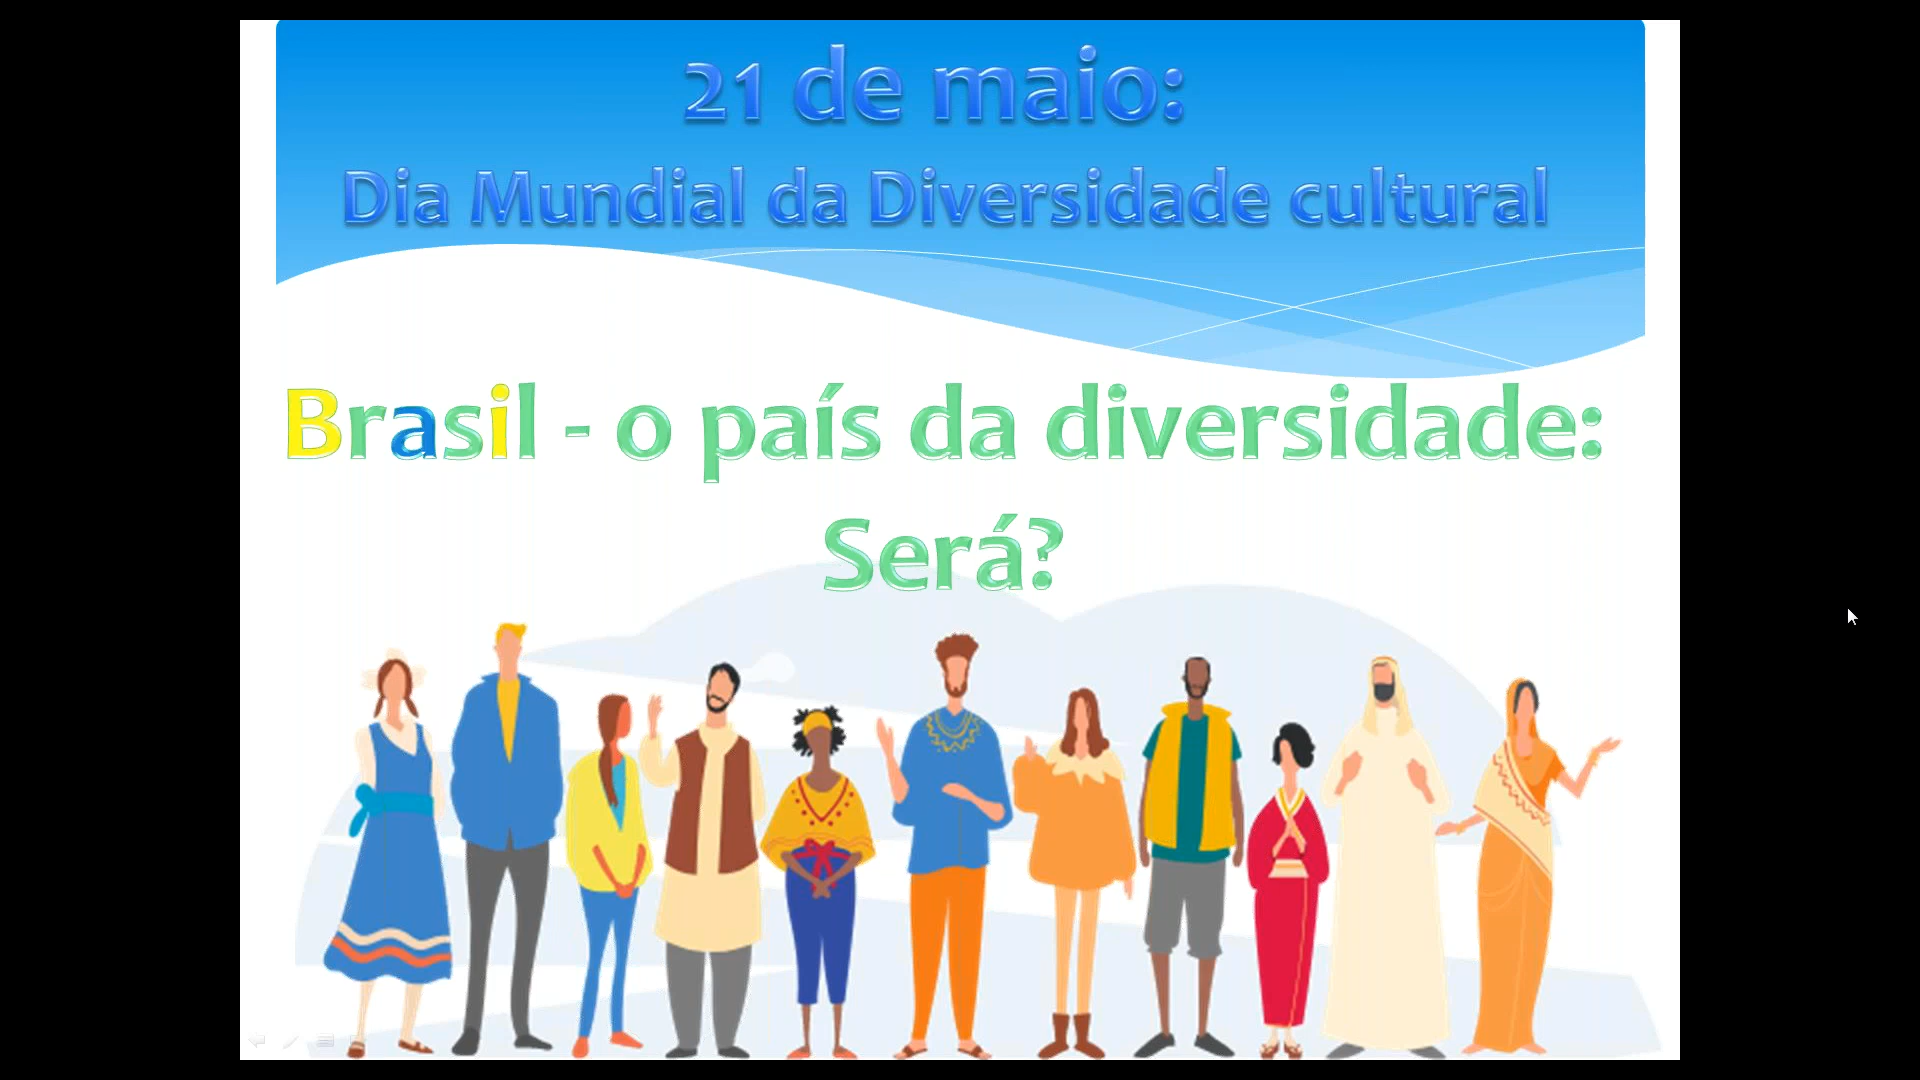 21 de maio:
Dia Mundial da Diversidade cultural
Brasil - o país da diversidade:
Será?